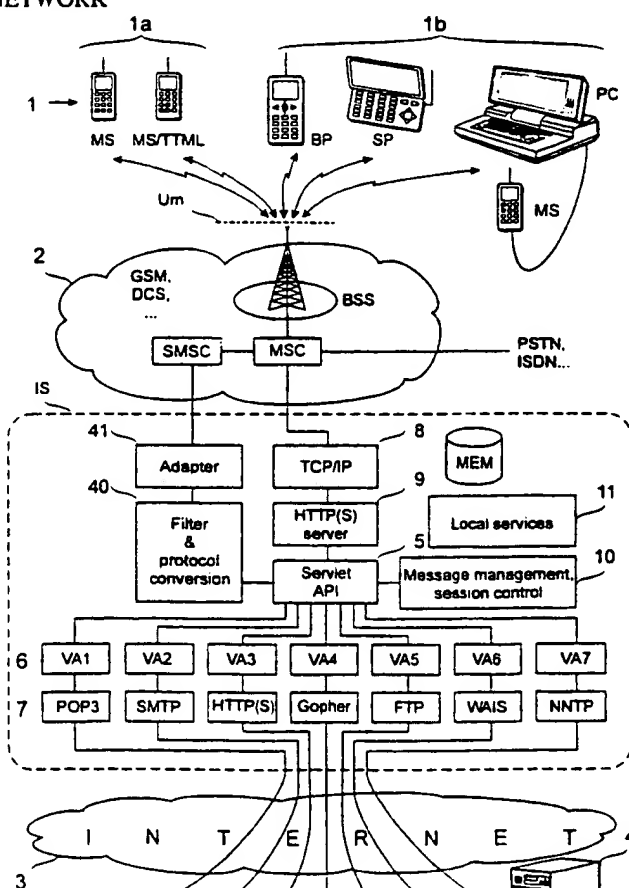 NETWORK
1a
1b
1
MS
MS/TTML
BP
SP
PC
MS
Um
2
GSM,
DCS,
...
BSS
SMSC
MSC
PSTN,
ISDN...
IS
41
Adapter
8
TCP/IP
MEM
40
Filter
&
protocol
conversion
9
HTTP(S)
server
11
Local services
5
Servlet
API
10
Message management,
session control
6
VA1
VA2
VA3
VA4
VA5
VA6
VA7
7
POP3
SMTP
HTTP(S)
Gopher
FTP
WAIS
NNTP
I N T E R N E T
3